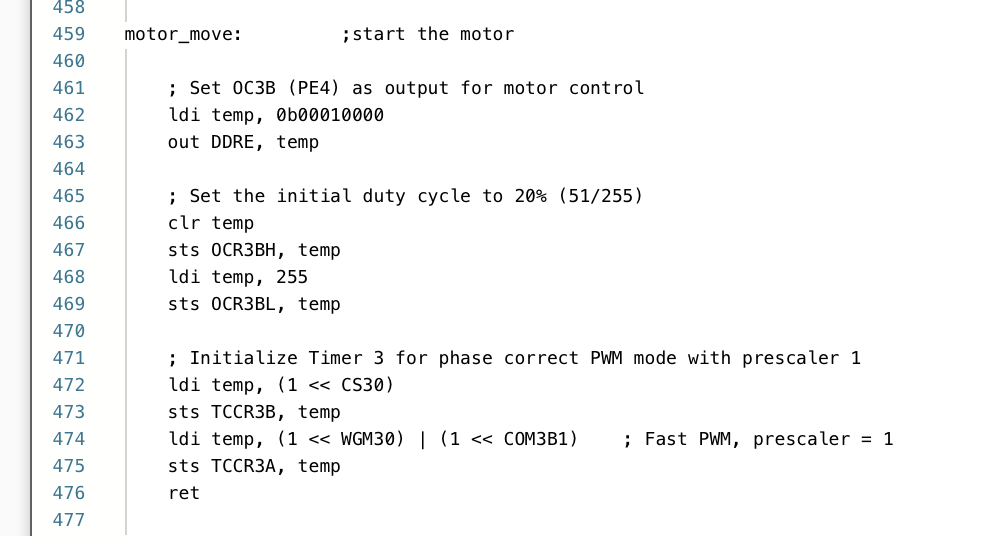 458
459 motor_move: ;start the motor
460
461 ; Set OC3B (PE4) as output for motor control
462 ldi temp, 0b00010000
463 out DDRE, temp
464
465 ; Set the initial duty cycle to 20% (51/255)
466 clr temp
467 sts OCR3BH, temp
468 ldi temp, 255
469 sts OCR3BL, temp
470
471 ; Initialize Timer 3 for phase correct PWM mode with prescaler 1
472 ldi temp, (1 << CS30)
473 sts TCCR3B, temp
474 ldi temp, (1 << WGM30) | (1 << COM3B1) ; Fast PWM, prescaler = 1
475 sts TCCR3A, temp
476 ret
477